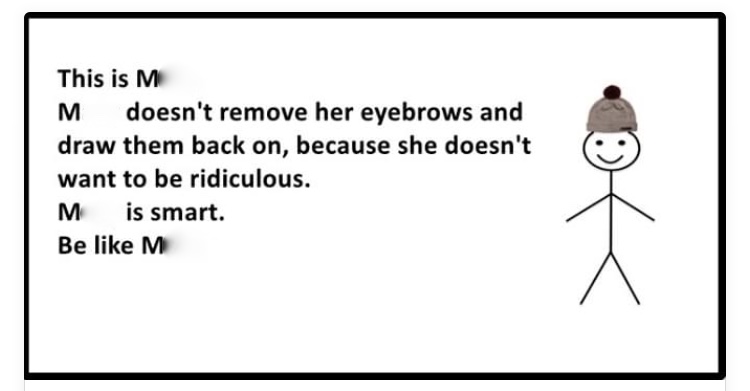 This is M
M doesn't remove her eyebrows and
draw them back on, because she doesn't
want to be ridiculous.
M is smart.
Be like M